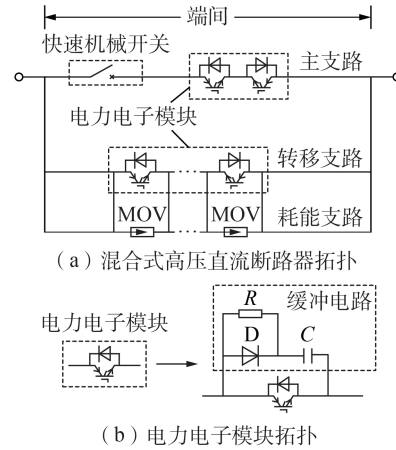 端间
快速机械开关
主支路
电力电子模块
转移支路
MOV MOV 耗能支路
(a)混合式高压直流断路器拓扑
R 缓冲电路
电力电子模块
D C
(b)电力电子模块拓扑